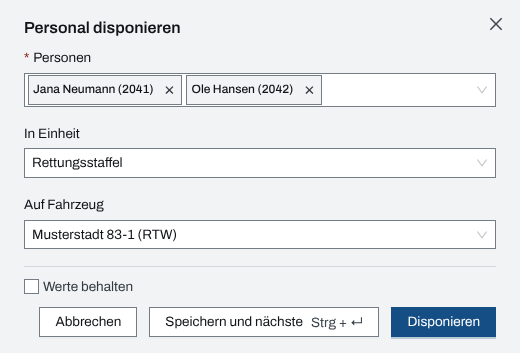 Personal disponieren
* Personen
Jana Neumann (2041) Ole Hansen (2042)
In Einheit
Rettungsstaffel
Auf Fahrzeug
Musterstadt 83-1 (RTW)
Werte behalten
Abbrechen Speichern und nächste Strg + ↵ Disponieren